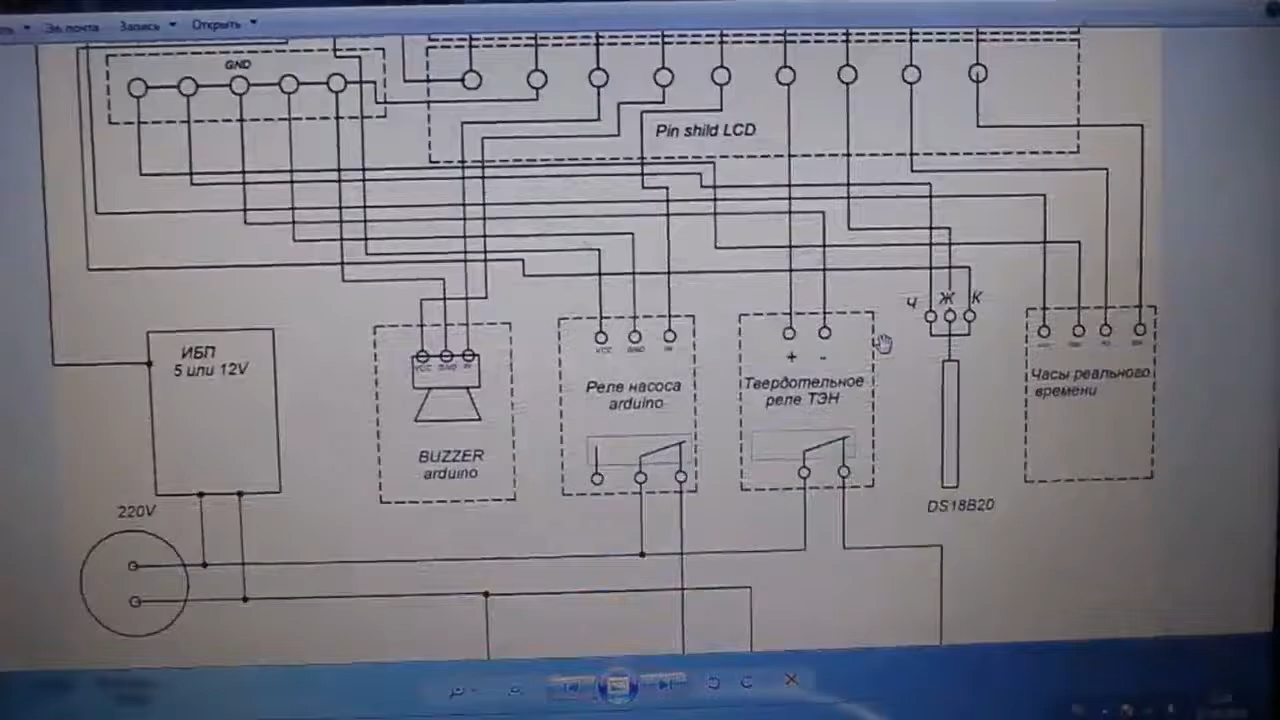 Эл. почта Запись Открыть
GND
Pin shild LCD
Ч Ж К
ИБП
5 или 12V
VCC GND IN
VCC GND IN
+ -
Реле насоса
arduino
Твердотельное
реле ТЭН
Часы реального
времени
BUZZER
arduino
DS18B20
220V